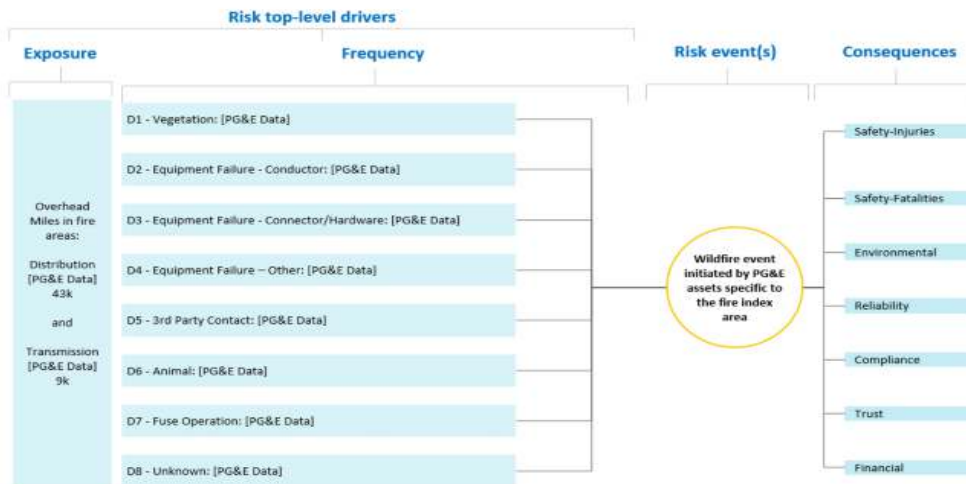 Risk top-level drivers
Exposure
Frequency
Risk event(s)
Consequences
Overhead
Miles in fire
areas:
Distribution
[PG&E Data]
43k
and
Transmission
[PG&E Data]
9k
D1 - Vegetation: [PG&E Data]
D2 - Equipment Failure - Conductor: [PG&E Data]
D3 - Equipment Failure - Connector/Hardware: [PG&E Data]
D4 - Equipment Failure – Other: [PG&E Data]
D5 - 3rd Party Contact: [PG&E Data]
D6 - Animal: [PG&E Data]
D7 - Fuse Operation: [PG&E Data]
D8 - Unknown: [PG&E Data]
Wildfire event
initiated by PG&E
assets specific to
the fire index
area
Safety-Injuries
Safety-Fatalities
Environmental
Reliability
Compliance
Trust
Financial